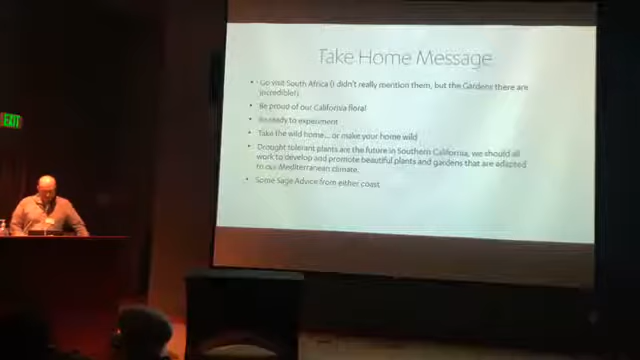 Take Home Message
• Go visit South Africa (I didn't really mention them, but the Gardens there are
incredible!)
• Be proud of our California flora!
• Be ready to experiment
• Take the wild home... or make your home wild
• Drought tolerant plants are the future in Southern California, we should all
work to develop and promote beautiful plants and gardens that are adapted
to our Mediterranean climate.
• Some Sage Advice from either coast
EXIT